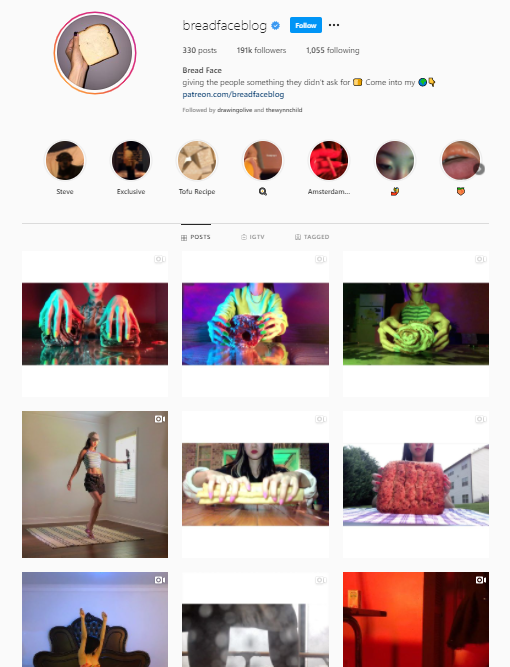 breadfaceblog Follow •••
330 posts 191k followers 1,055 following
Bread Face
giving the people something they didn't ask for 🍞 Come into my 🌎👇
patreon.com/breadfaceblog
Followed by drawingolive and thewynnchild
Steve Exclusive Tofu Recipe 🔍 Amsterdam... 🍑
POSTS IGTV TAGGED